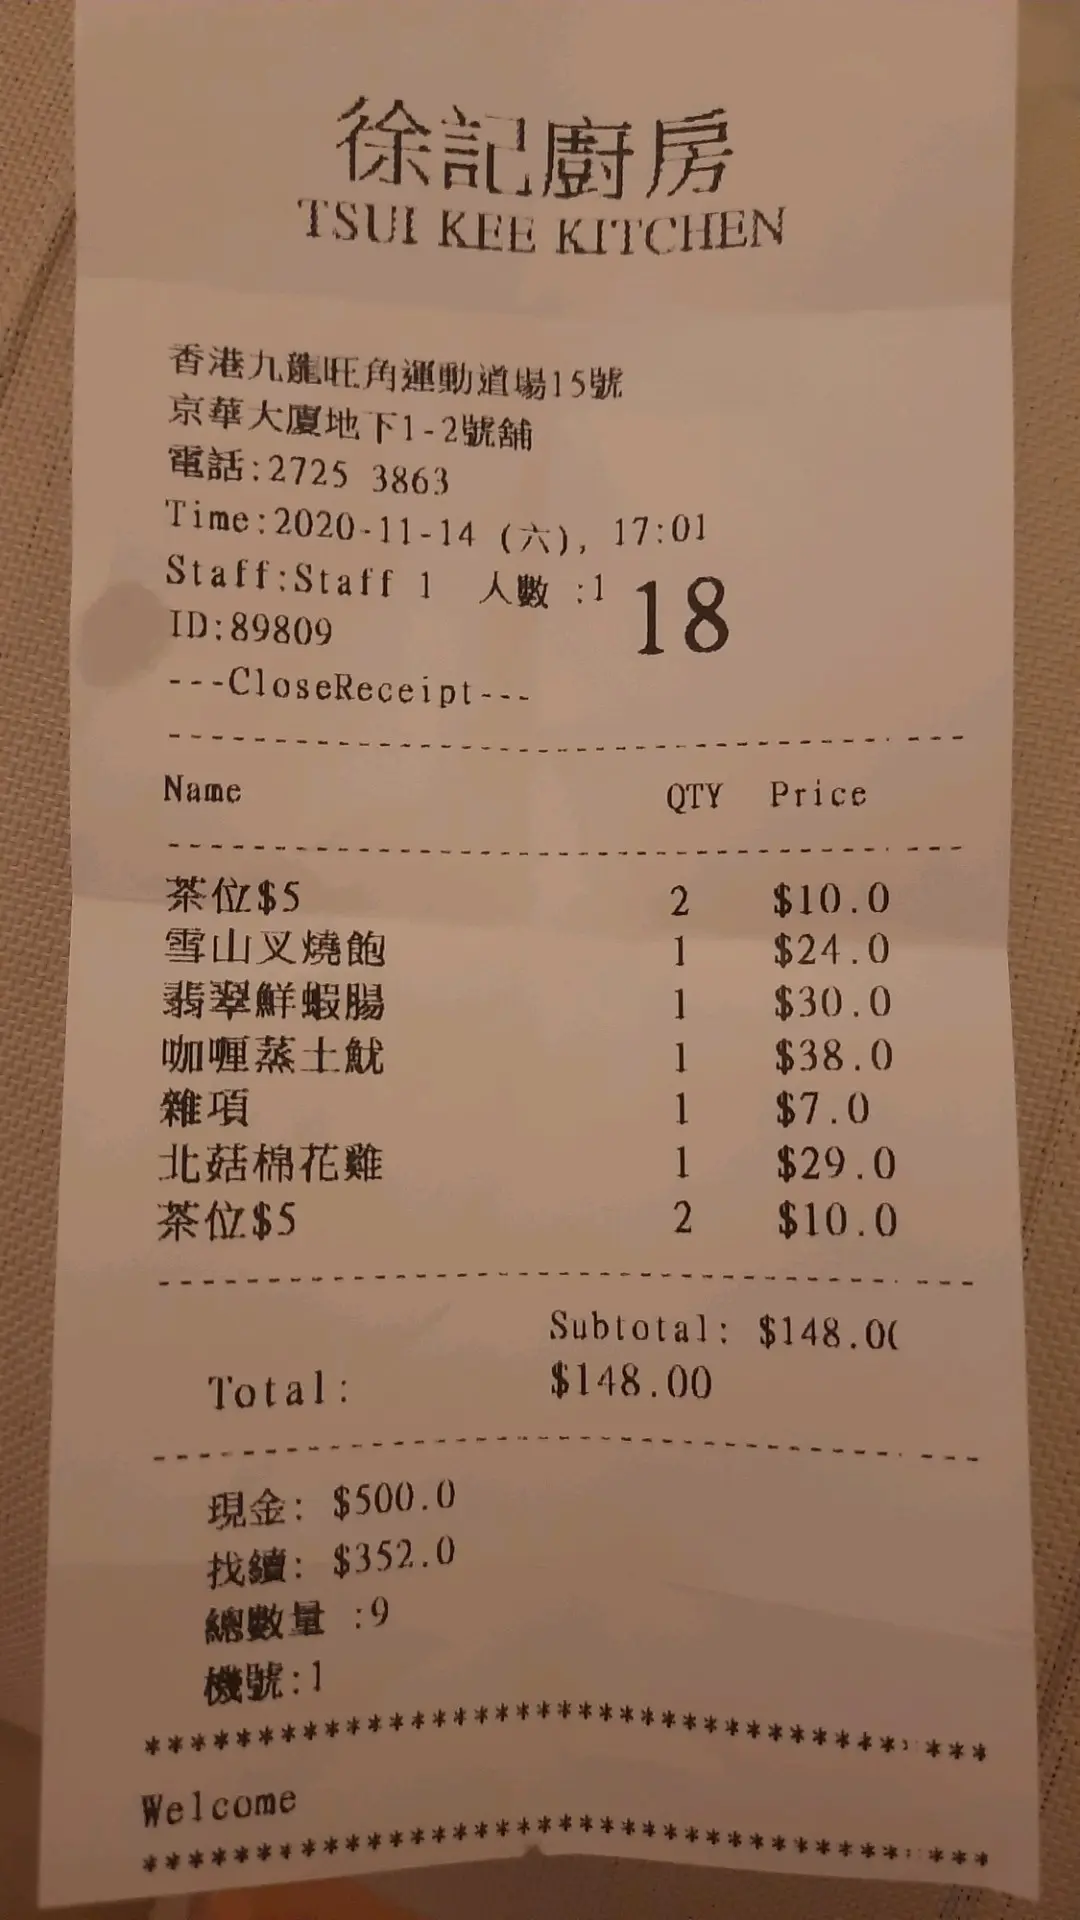 徐記廚房
TSUI KEE KITCHEN
香港九龍旺角運動道場15號
京華大廈地下1-2號舖
電話:2725 3863
Time:2020-11-14 (六), 17:01
Staff:Staff 1 人數 :1 18
ID:89809
---CloseReceipt---
Name QTY Price
茶位$5 2 $10.0
雪山叉燒飽 1 $24.0
翡翠鮮蝦腸 1 $30.0
咖喱蒸土魷 1 $38.0
雜項 1 $7.0
北菇棉花雞 1 $29.0
茶位$5 2 $10.0
Subtotal: $148.0(
Total: $148.00
現金: $500.0
找續: $352.0
總數量 :9
機號:1
Welcome